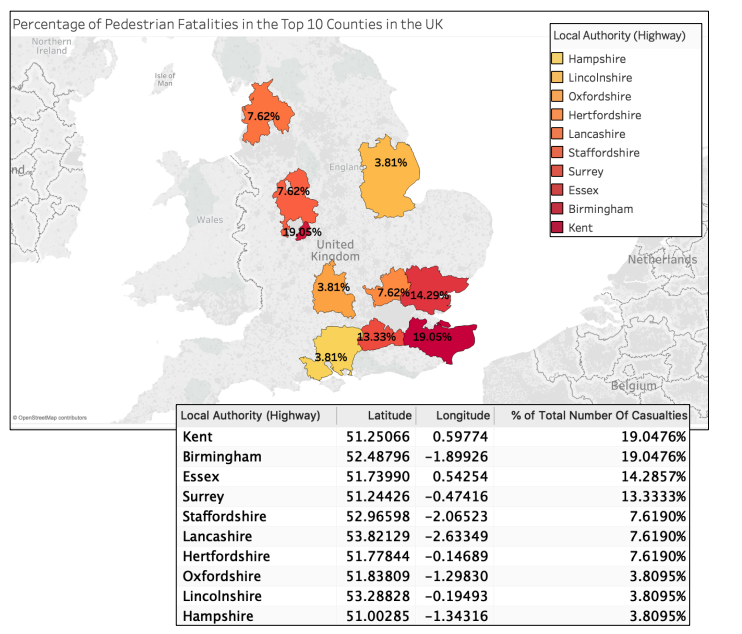 Percentage of Pedestrian Fatalities in the Top 10 Counties in the UK
Local Authority (Highway)
Hampshire
Lincolnshire
Oxfordshire
Hertfordshire
Lancashire
Staffordshire
Surrey
Essex
Birmingham
Kent
Northern
Ireland
Isle of
Man
7.62%
England
3.81%
7.62%
Wales
19.05%
United
Kingdom
Netherlands
3.81%
7.62%
14.29%
13.33%
19.05%
3.81%
Belgium
© OpenStreetMap contributors
Local Authority (Highway) Latitude Longitude % of Total Number Of Casualties
Kent 51.25066 0.59774 19.0476%
Birmingham 52.48796 -1.89926 19.0476%
Essex 51.73990 0.54254 14.2857%
Surrey 51.24426 -0.47416 13.3333%
Staffordshire 52.96598 -2.06523 7.6190%
Lancashire 53.82129 -2.63349 7.6190%
Hertfordshire 51.77844 -0.14689 7.6190%
Oxfordshire 51.83809 -1.29830 3.8095%
Lincolnshire 53.28828 -0.19493 3.8095%
Hampshire 51.00285 -1.34316 3.8095%